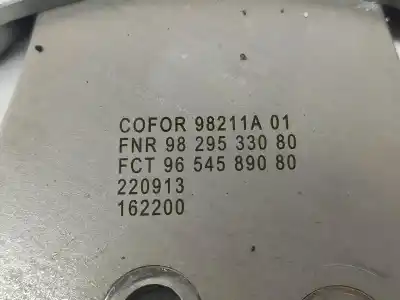 COFOR 98211A 01
FNR 98 295 330 80
FCT 96 545 890 80
220913
162200